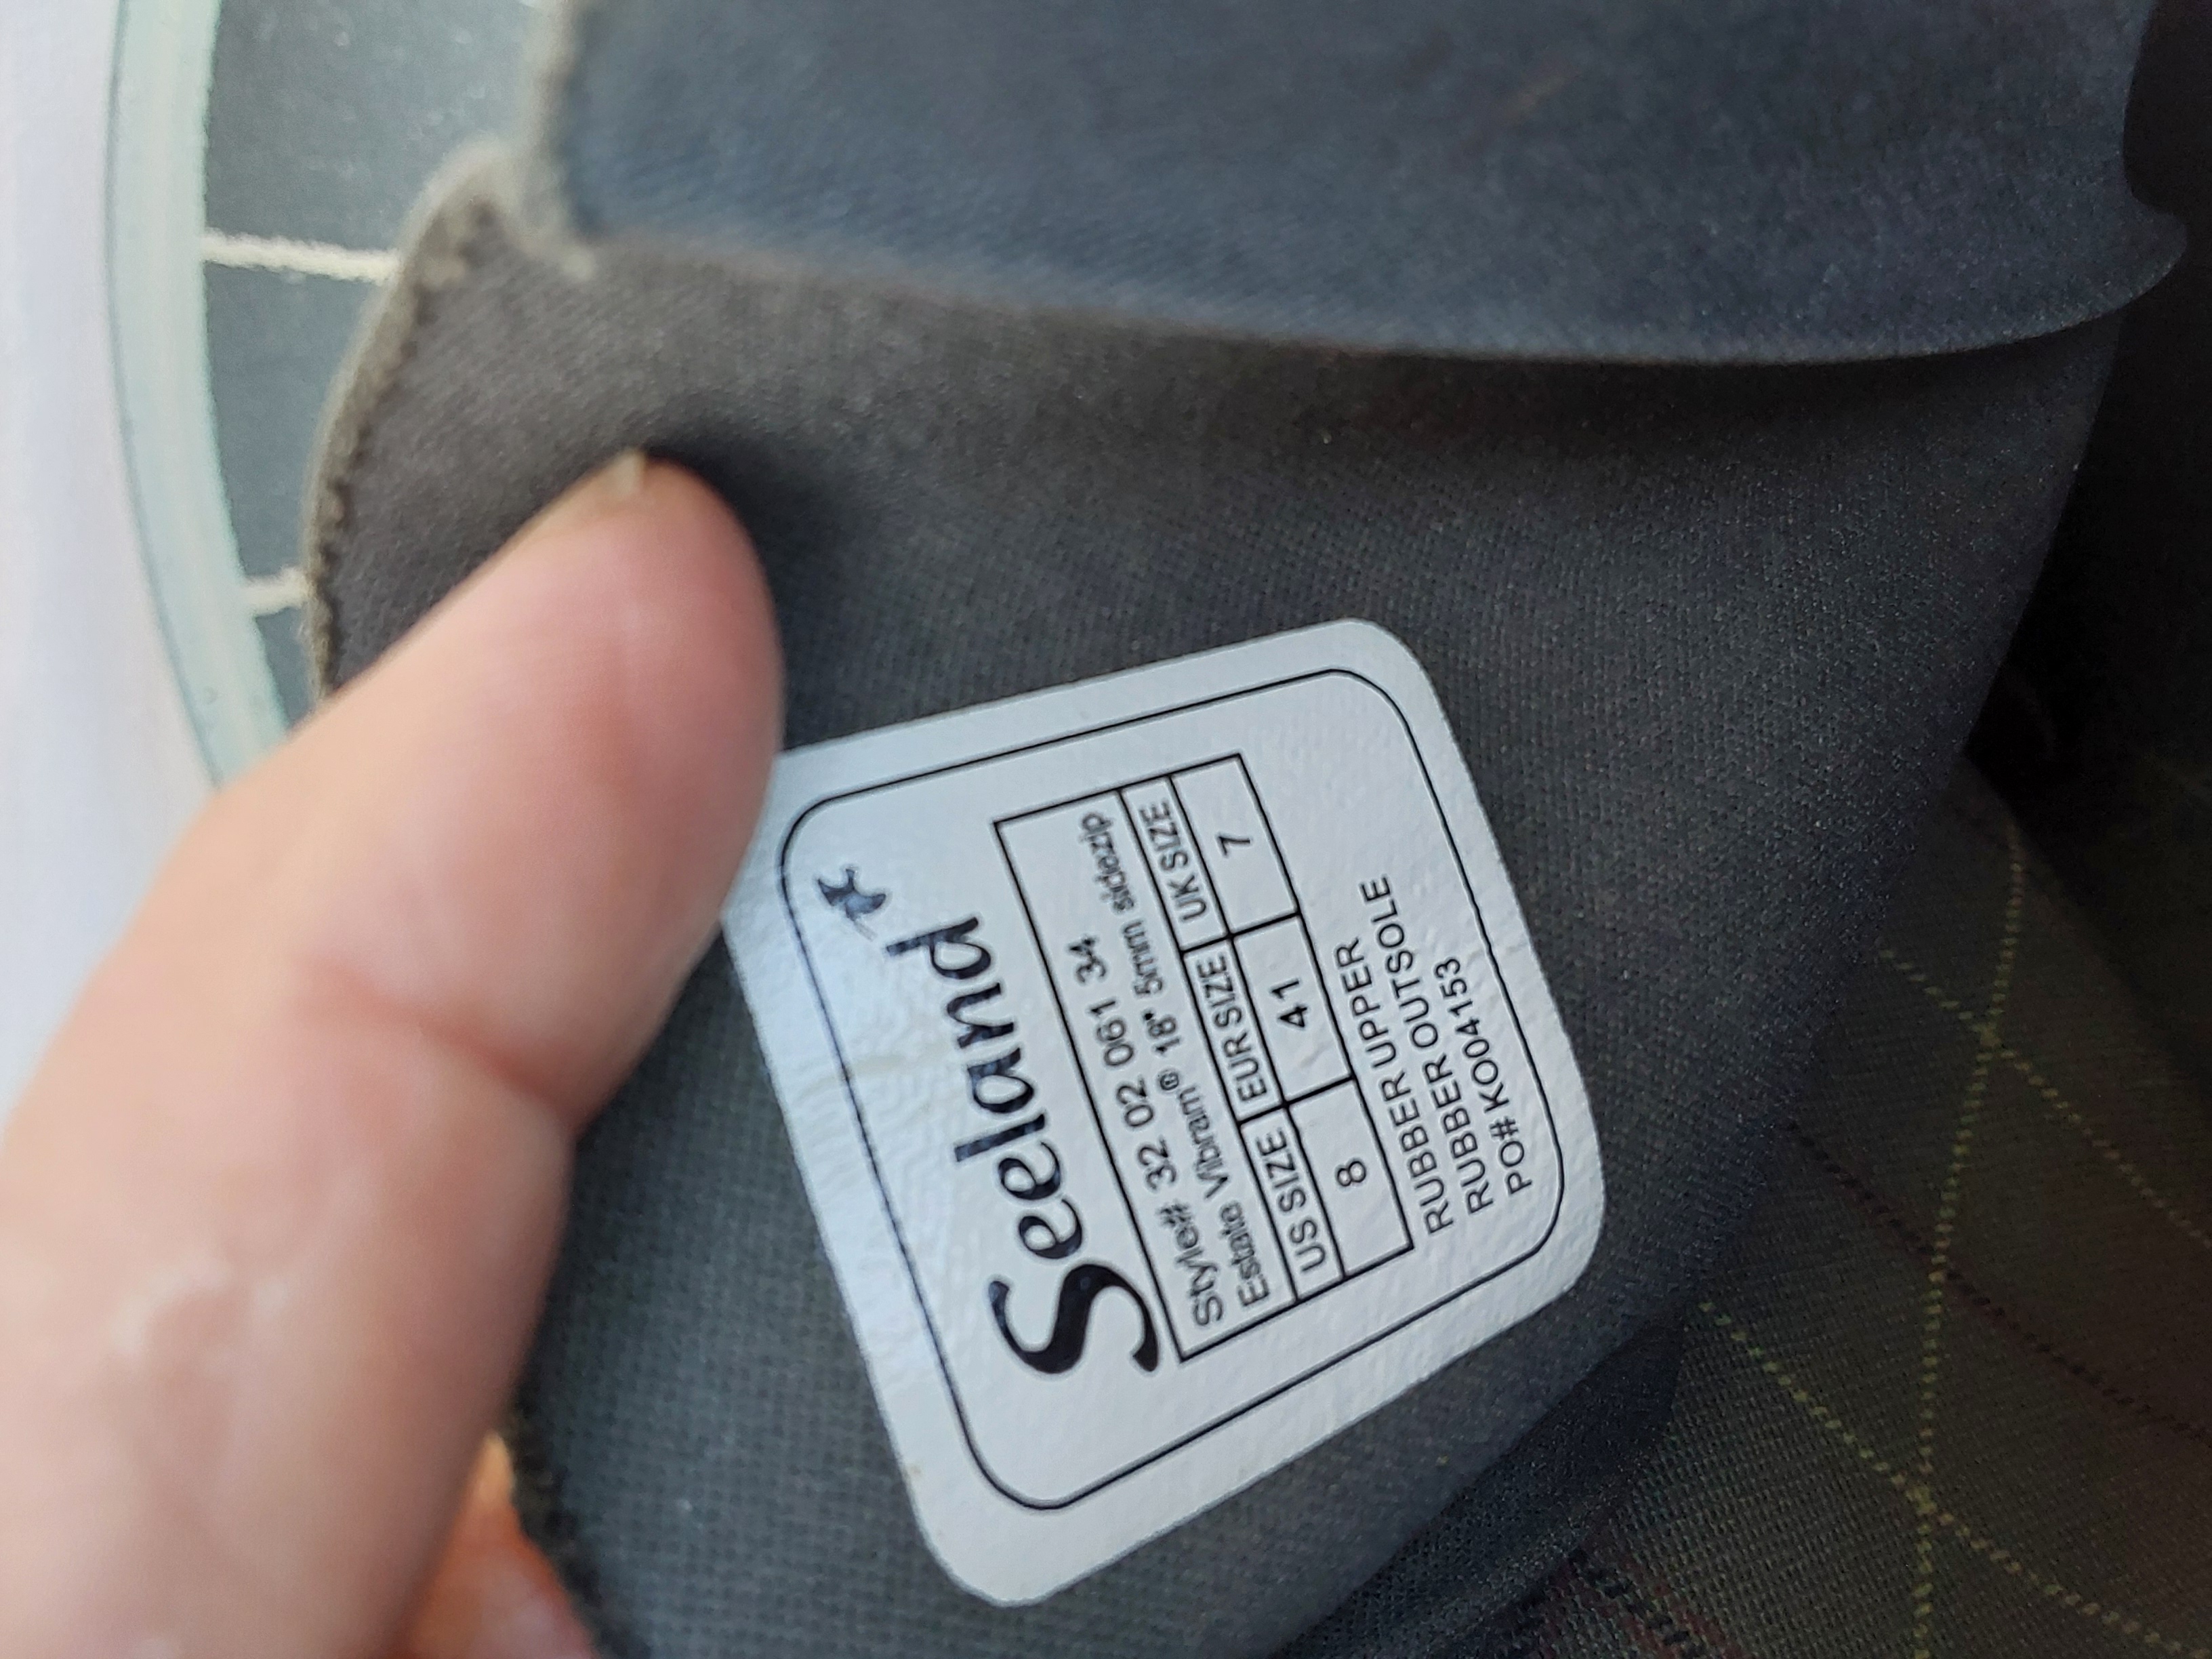 Seeland
Style# 32 02 061 34
Estate Vibram® 18" 5mm sidezip
US SIZE EUR SIZE UK SIZE
8 41 7
RUBBER UPPER
RUBBER OUTSOLE
PO# KO04153